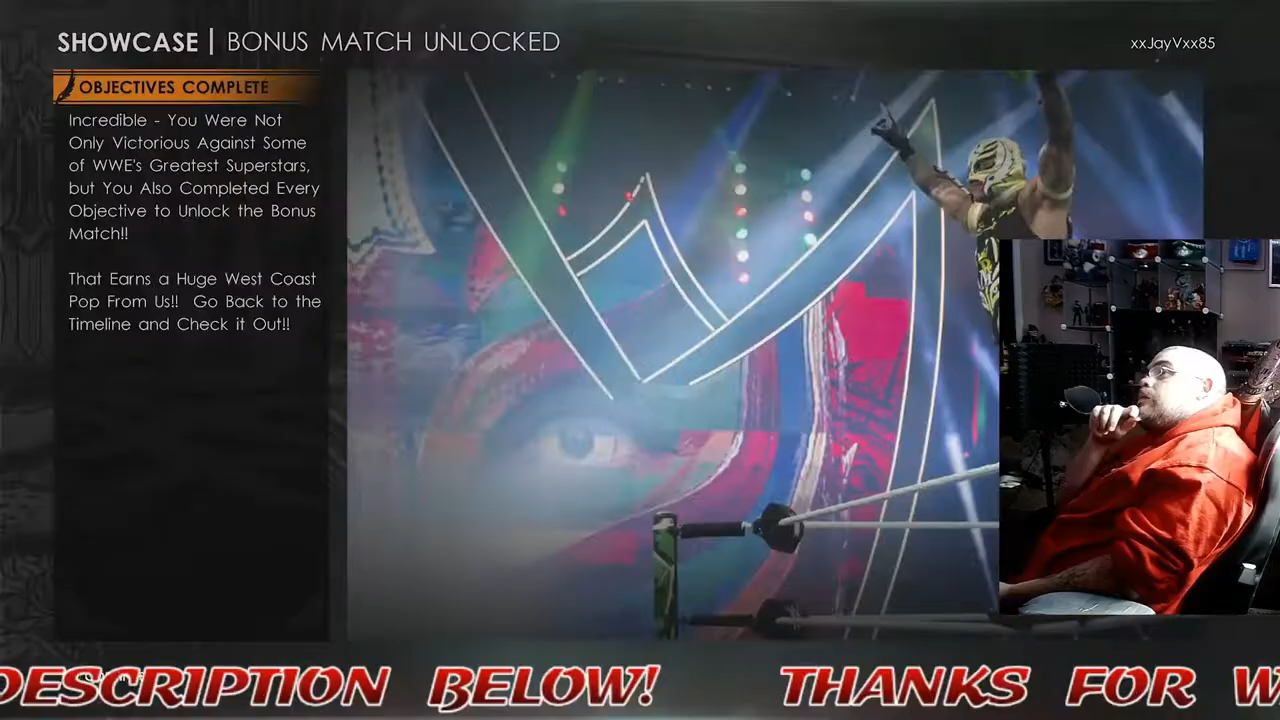 SHOWCASE | BONUS MATCH UNLOCKED
xxJayVxx85
OBJECTIVES COMPLETE
Incredible - You Were Not
Only Victorious Against Some
of WWE's Greatest Superstars,
but You Also Completed Every
Objective to Unlock the Bonus
Match!!
That Earns a Huge West Coast
Pop From Us!! Go Back to the
Timeline and Check it Out!!
DESCRIPTION BELOW! THANKS FOR W